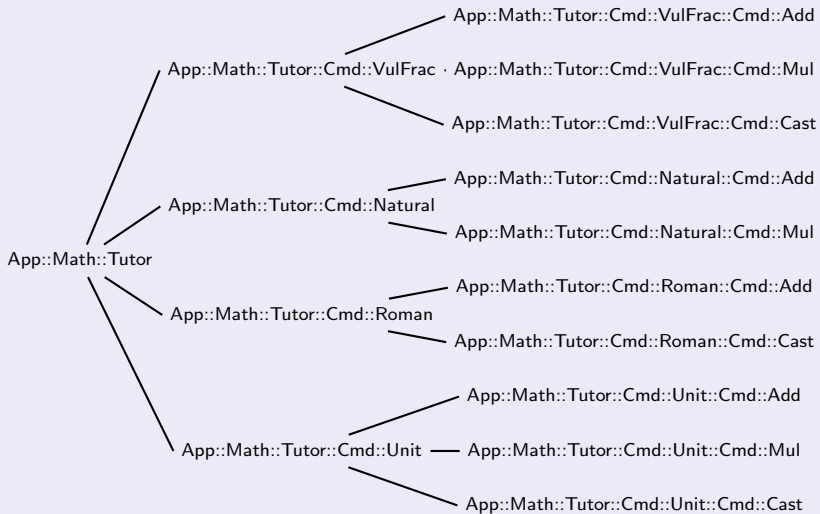 App::Math::Tutor::Cmd::VulFrac::Cmd::Add
App::Math::Tutor::Cmd::VulFrac
App::Math::Tutor::Cmd::VulFrac::Cmd::Mul
App::Math::Tutor::Cmd::VulFrac::Cmd::Cast
App::Math::Tutor::Cmd::Natural::Cmd::Add
App::Math::Tutor::Cmd::Natural
App::Math::Tutor::Cmd::Natural::Cmd::Mul
App::Math::Tutor
App::Math::Tutor::Cmd::Roman::Cmd::Add
App::Math::Tutor::Cmd::Roman
App::Math::Tutor::Cmd::Roman::Cmd::Cast
App::Math::Tutor::Cmd::Unit::Cmd::Add
App::Math::Tutor::Cmd::Unit
App::Math::Tutor::Cmd::Unit::Cmd::Mul
App::Math::Tutor::Cmd::Unit::Cmd::Cast